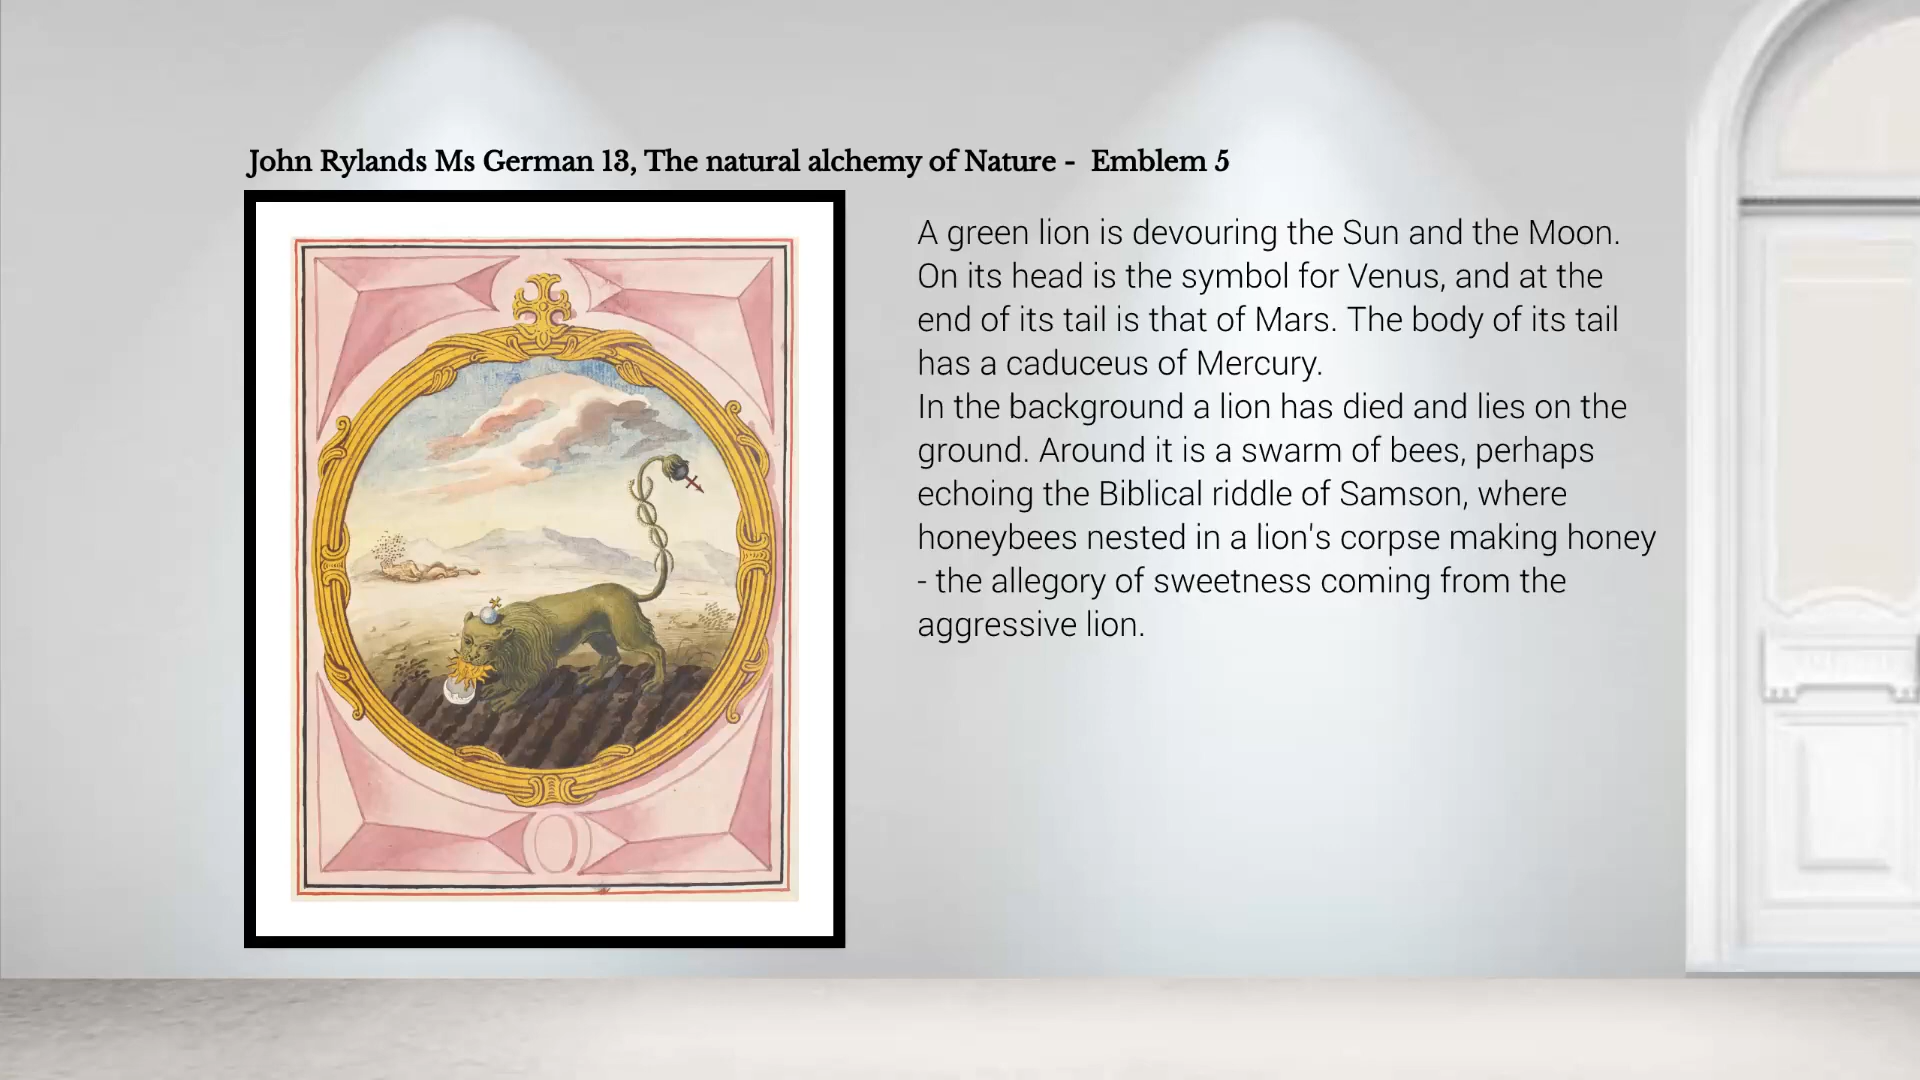 John Rylands Ms German 13, The natural alchemy of Nature -  Emblem 5
A green lion is devouring the Sun and the Moon.
On its head is the symbol for Venus, and at the
end of its tail is that of Mars. The body of its tail
has a caduceus of Mercury.
In the background a lion has died and lies on the
ground. Around it is a swarm of bees, perhaps
echoing the Biblical riddle of Samson, where
honeybees nested in a lion's corpse making honey
- the allegory of sweetness coming from the
aggressive lion.